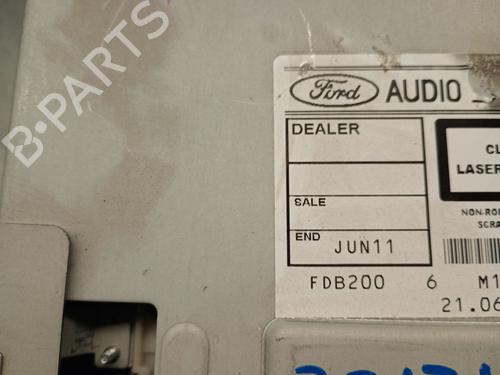 B-PARTS
Ford AUDIO
DEALER
CL
LASER
SALE
NON-RO
SCRA
END JUN11
FDB200 6 M1
21.06